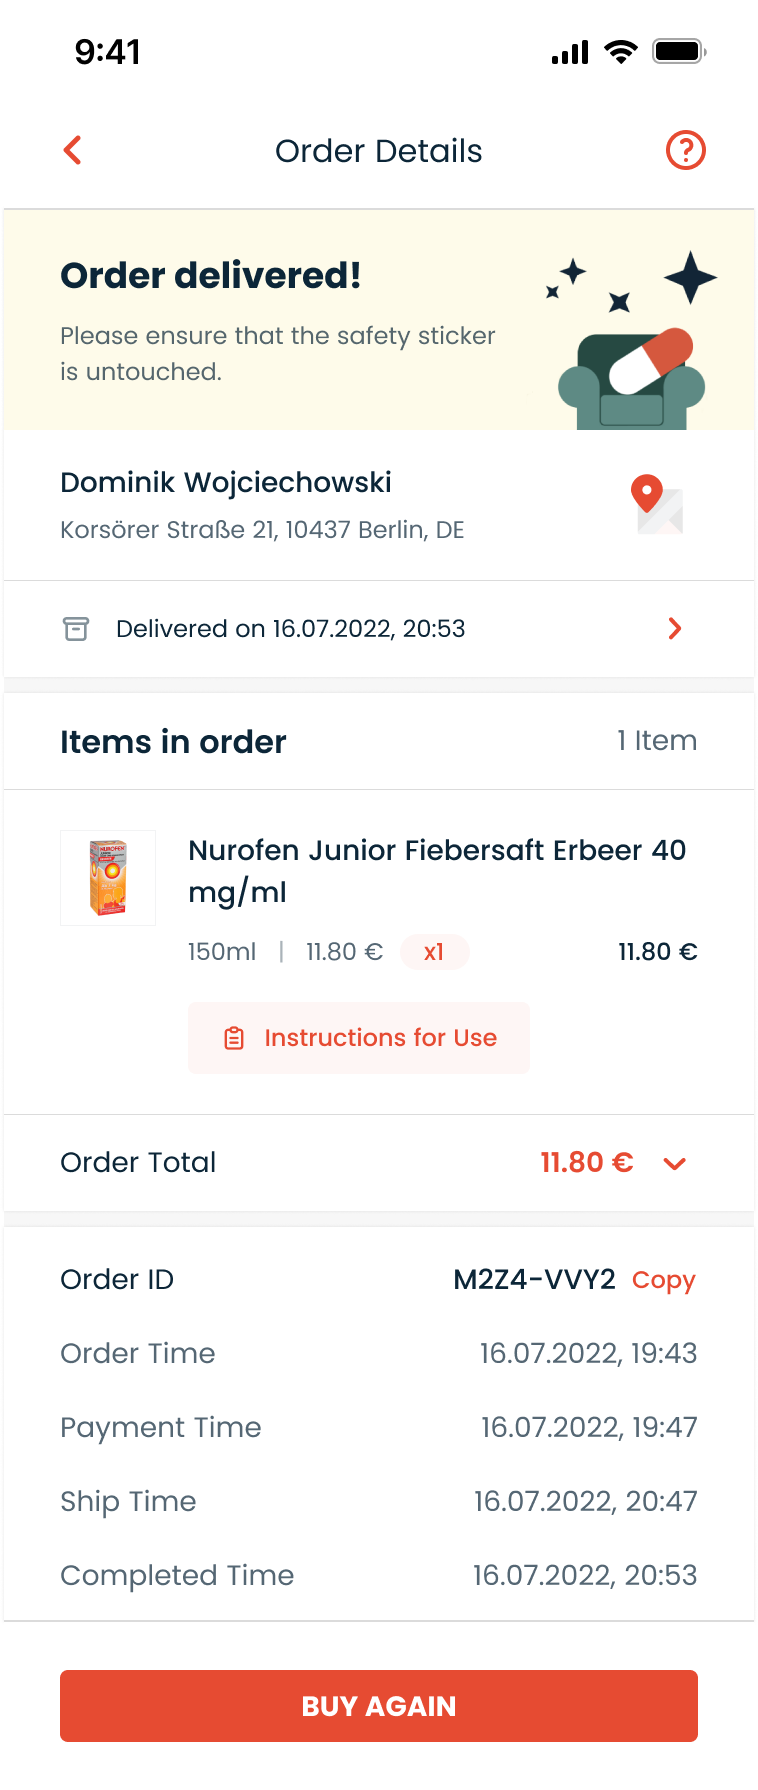 9:41
Order Details
Order delivered!
Please ensure that the safety sticker
is untouched.
Dominik Wojciechowski
Korsörer Straße 21, 10437 Berlin, DE
Delivered on 16.07.2022, 20:53
Items in order
1 Item
NUROFEN
Nurofen Junior Fiebersaft Erbeer 40
mg/ml
150ml | 11.80 € x1 11.80 €
Instructions for Use
Order Total 11.80 €
Order ID M2Z4-VVY2 Copy
Order Time 16.07.2022, 19:43
Payment Time 16.07.2022, 19:47
Ship Time 16.07.2022, 20:47
Completed Time 16.07.2022, 20:53
BUY AGAIN